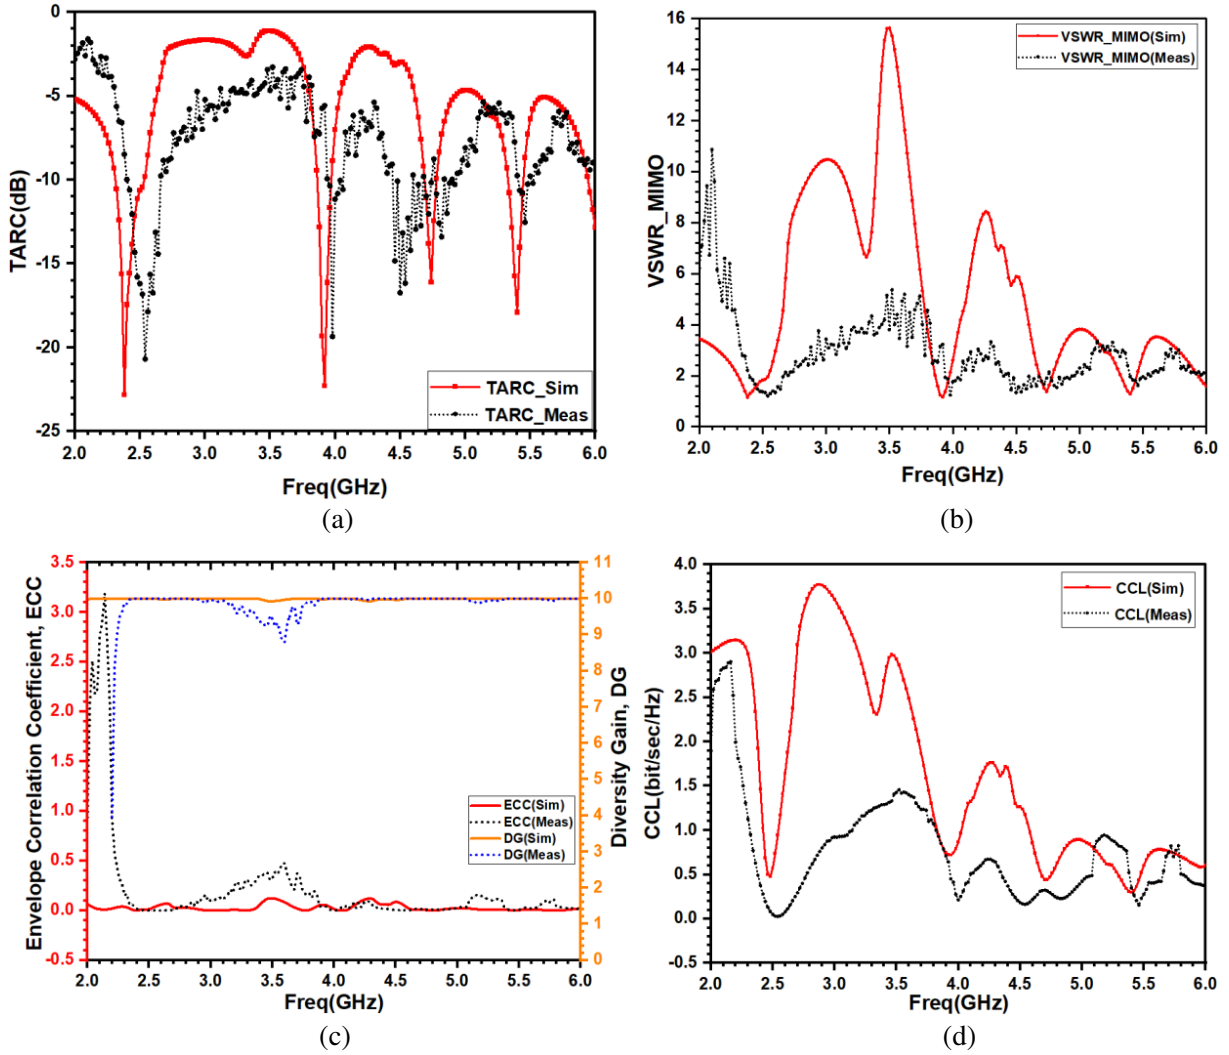 0
-5
-10
-15
-20
-25
TARC(dB)
TARC_Sim
TARC_Meas
2.0 2.5 3.0 3.5 4.0 4.5 5.0 5.5 6.0
Freq(GHz)
(a)
16
14
12
10
8
6
4
2
0
VSWR_MIMO
VSWR_MIMO(Sim)
VSWR_MIMO(Meas)
2.0 2.5 3.0 3.5 4.0 4.5 5.0 5.5 6.0
Freq(GHz)
(b)
3.5
3.0
2.5
2.0
1.5
1.0
0.5
0.0
-0.5
Envelope Correlation Coefficient, ECC
11
10
9
8
7
6
5
4
3
2
1
0
Diversity Gain, DG
ECC(Sim)
ECC(Meas)
DG(Sim)
DG(Meas)
2.0 2.5 3.0 3.5 4.0 4.5 5.0 5.5 6.0
Freq(GHz)
(c)
4.0
3.5
3.0
2.5
2.0
1.5
1.0
0.5
0.0
-0.5
CCL(bit/sec/Hz)
CCL(Sim)
CCL(Meas)
2.0 2.5 3.0 3.5 4.0 4.5 5.0 5.5 6.0
Freq(GHz)
(d)